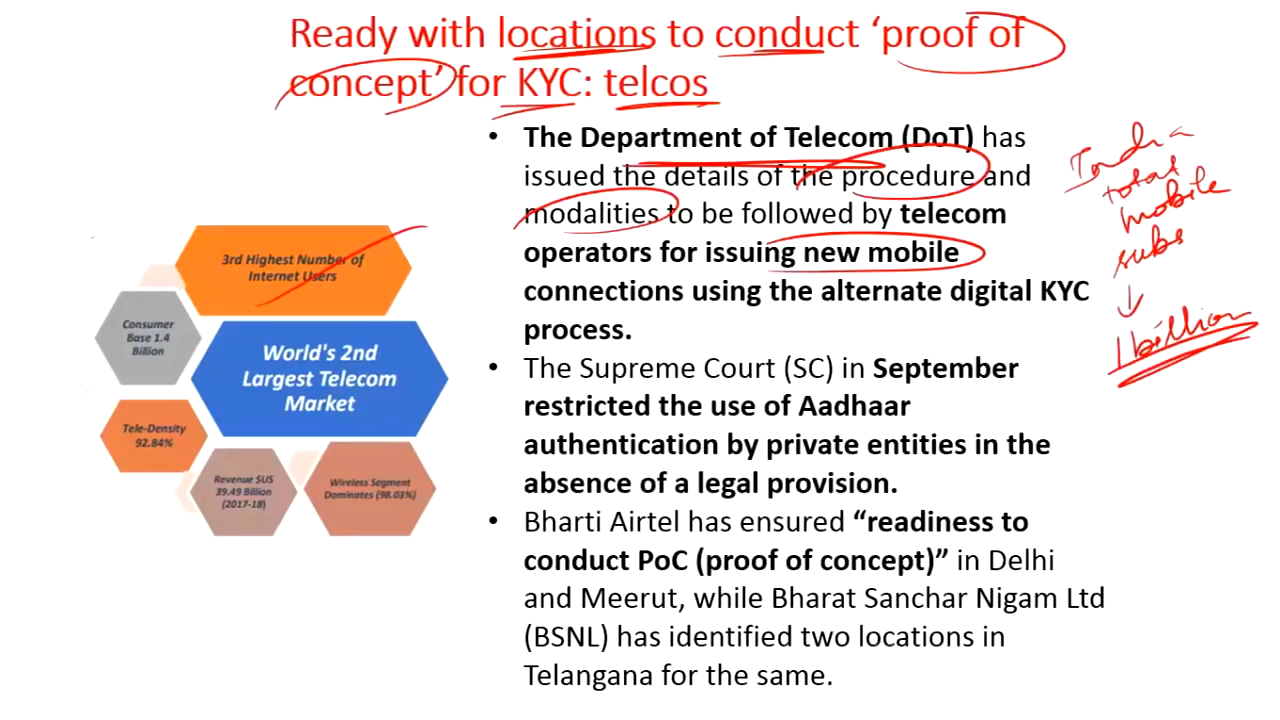 Ready with locations to conduct ‘proof of
concept’ for KYC: telcos
• The Department of Telecom (DoT) has
issued the details of the procedure and
modalities to be followed by telecom
operators for issuing new mobile
connections using the alternate digital KYC
process.
• The Supreme Court (SC) in September
restricted the use of Aadhaar
authentication by private entities in the
absence of a legal provision.
• Bharti Airtel has ensured “readiness to
conduct PoC (proof of concept)” in Delhi
and Meerut, while Bharat Sanchar Nigam Ltd
(BSNL) has identified two locations in
Telangana for the same.
3rd Highest Number of
Internet Users
Consumer
Base 1.4
Billion
World's 2nd
Largest Telecom
Market
Tele-Density
92.84%
Revenue $US
39.49 Billion
(2017-18)
Wireless Segment
Dominates (98.03%)
India
total
mobile
subs
↓
1 billion